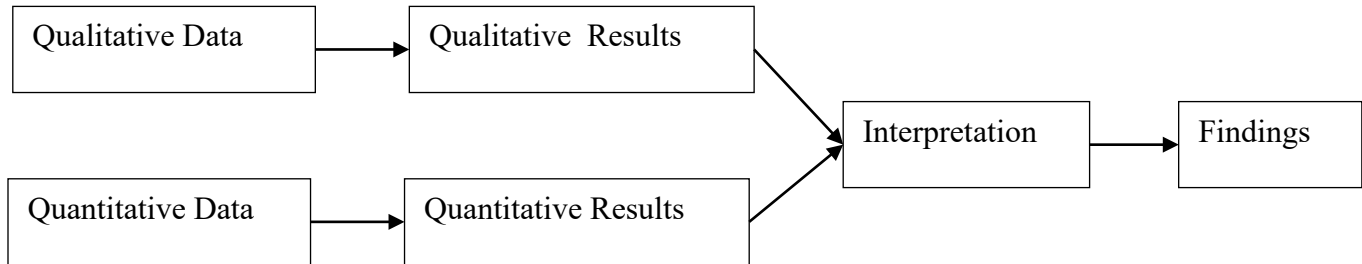 Qualitative Data
Qualitative  Results
Interpretation
Findings
Quantitative Data
Quantitative Results